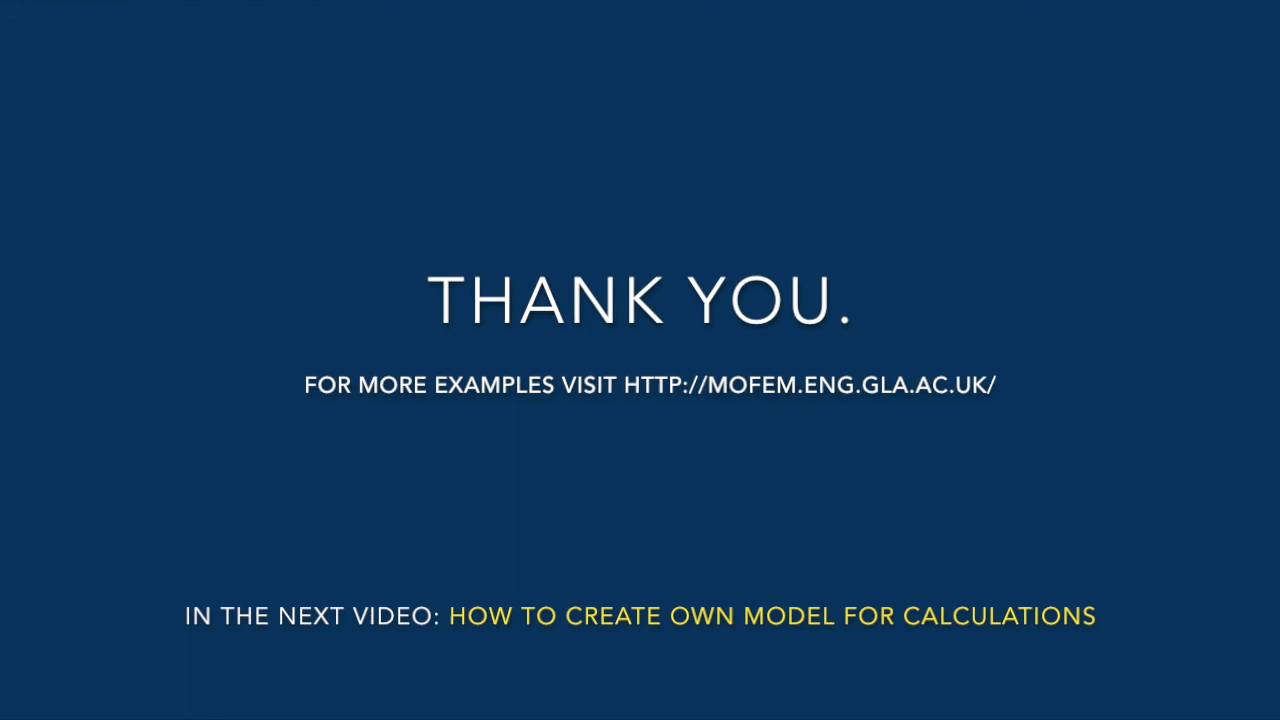 THANK YOU.
FOR MORE EXAMPLES VISIT HTTP://MOFEM.ENG.GLA.AC.UK/
IN THE NEXT VIDEO: HOW TO CREATE OWN MODEL FOR CALCULATIONS